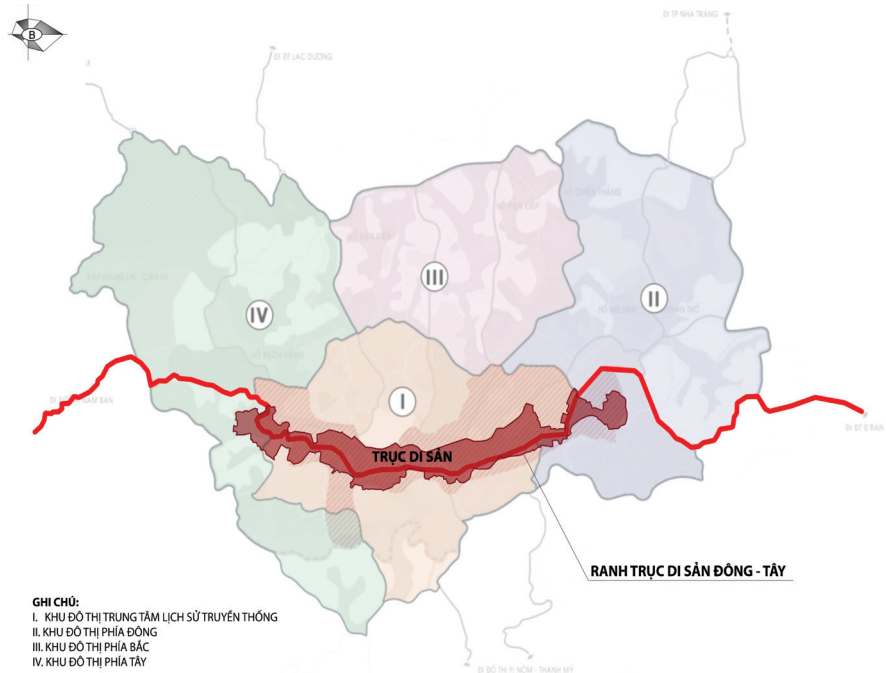 B
ĐI TP NHA TRANG
ĐI ĐT LẠC DƯƠNG
III
II
IV
I
TRỤC DI SẢN
ĐI ĐT D'RAN
RANH TRỤC DI SẢN ĐÔNG - TÂY
GHI CHÚ:
I. KHU ĐÔ THỊ TRUNG TÂM LỊCH SỬ TRUYỀN THỐNG
II. KHU ĐÔ THỊ PHÍA ĐÔNG
III. KHU ĐÔ THỊ PHÍA BẮC
IV. KHU ĐÔ THỊ PHÍA TÂY